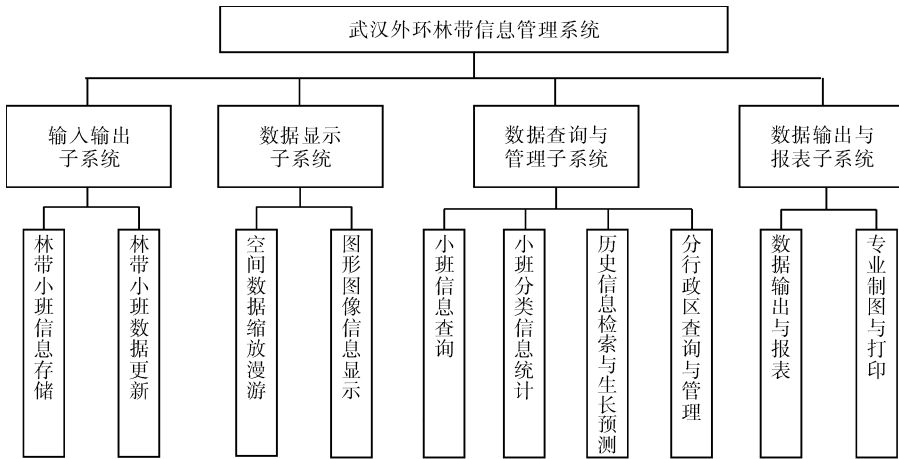 武汉外环林带信息管理系统
输入输出
子系统
数据显示
子系统
数据查询与
管理子系统
数据输出与
报表子系统
林带小班信息存储
林带小班数据更新
空间数据缩放漫游
图形图像信息显示
小班信息查询
小班分类信息统计
历史信息检索与生长预测
分行政区查询与管理
数据输出与报表
专业制图与打印